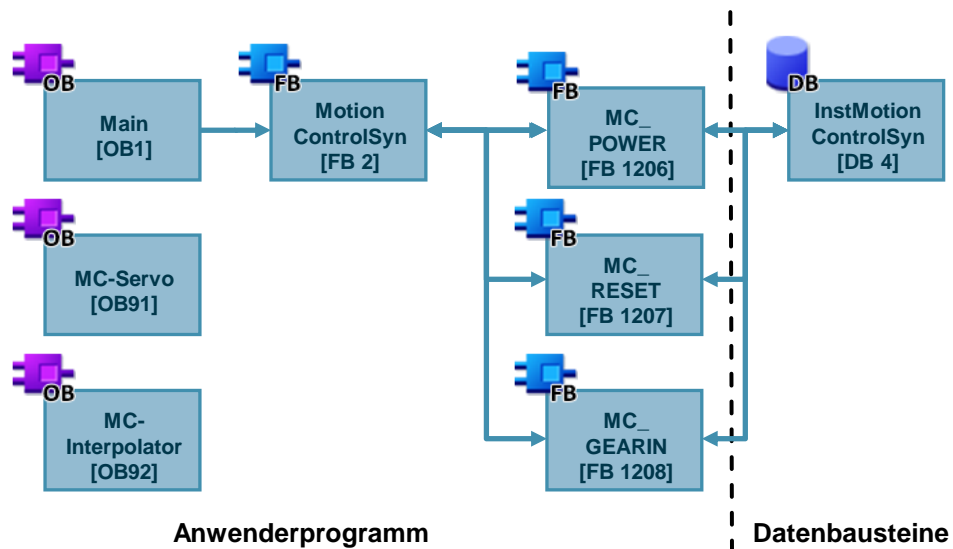 OB
Main
[OB1]
FB
Motion
ControlSyn
[FB 2]
FB
MC_
POWER
[FB 1206]
DB
InstMotion
ControlSyn
[DB 4]
OB
MC-Servo
[OB91]
FB
MC_
RESET
[FB 1207]
OB
MC-
Interpolator
[OB92]
FB
MC_
GEARIN
[FB 1208]
Anwenderprogramm
Datenbausteine